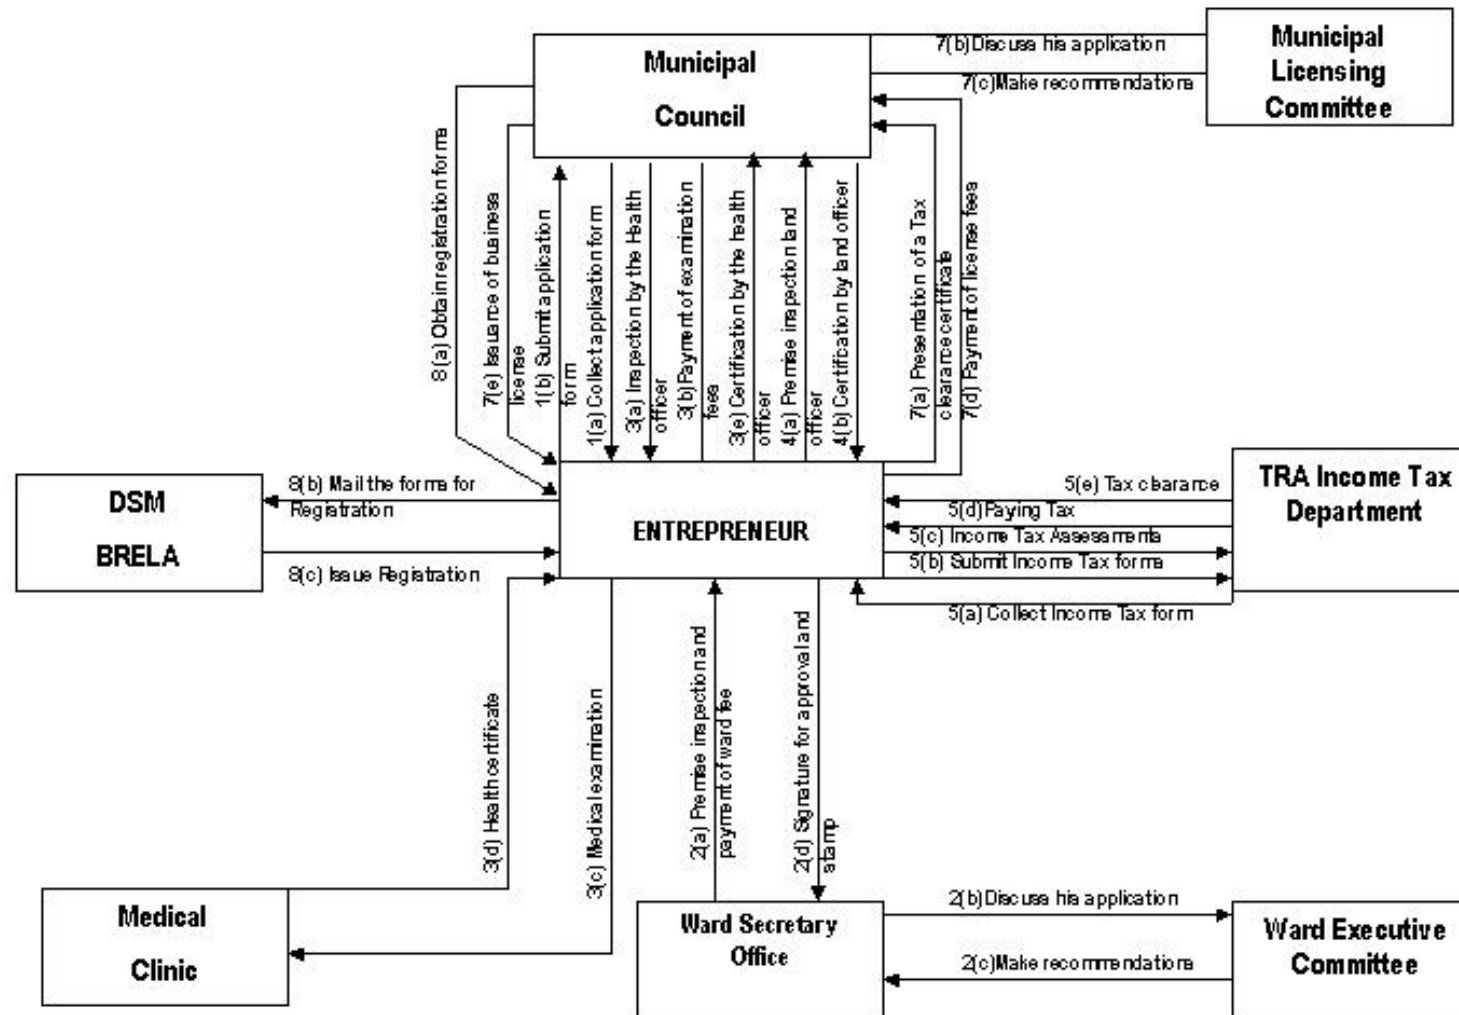 Municipal
Council
Municipal
Licensing
Committee
7(b)Discuss his application
7(c)Make recommendations
8(a) Obtain registration forms
7(e) Issuance of business
license
1(b) Submit application
form
1(a) Collect application form
3(a) Inspection by the Health
officer
3(b)Payment of examination
fees
3(e) Certification by the health
officer
4(a) Premise inspection land
officer
4(b) Certification by land officer
7(a) Presentation of a Tax
clearance certificate
7(d) Payment of license fees
DSM
BRELA
8(b) Mail the forms for
Registration
8(c) Issue Registration
ENTREPRENEUR
5(e) Tax clearance
5(d)Paying Tax
5(c) Income Tax Assessments
5(b) Submit Income Tax forms
5(a) Collect Income Tax form
TRA Income Tax
Department
3(d) Health certificate
3(c) Medical examination
2(a) Premise inspection and
payment of ward fee
2(d) Signature for approval and
stamp
Medical
Clinic
Ward Secretary
Office
2(b)Discuss his application
2(c)Make recommendations
Ward Executive
Committee